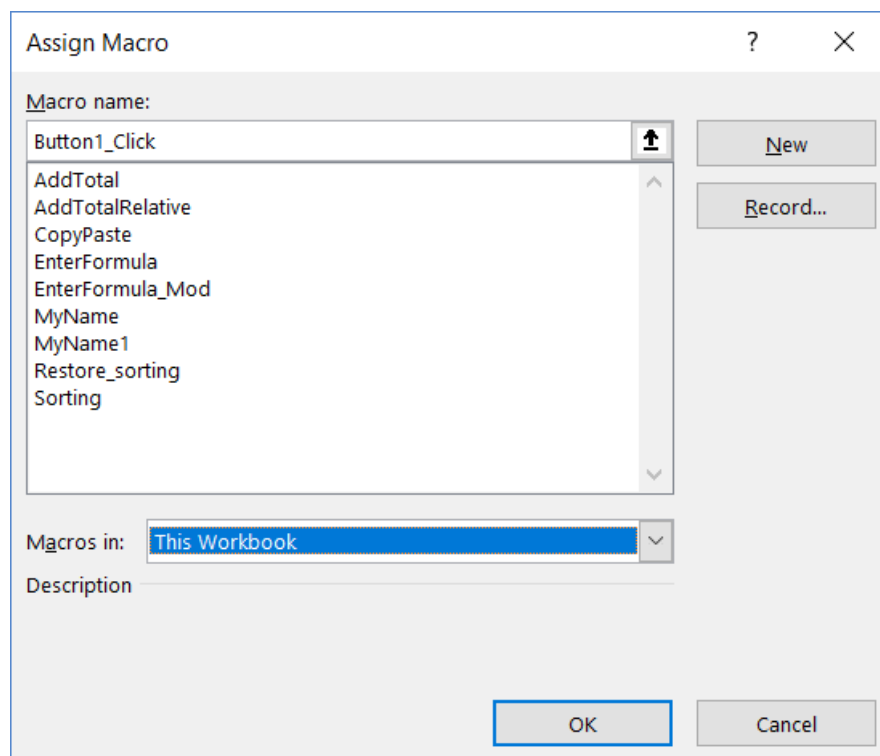 Assign Macro
?
Macro name:
Button1_Click
New
AddTotal
AddTotalRelative
Record...
CopyPaste
EnterFormula
EnterFormula_Mod
MyName
MyName1
Restore_sorting
Sorting
Macros in: This Workbook
Description
OK Cancel